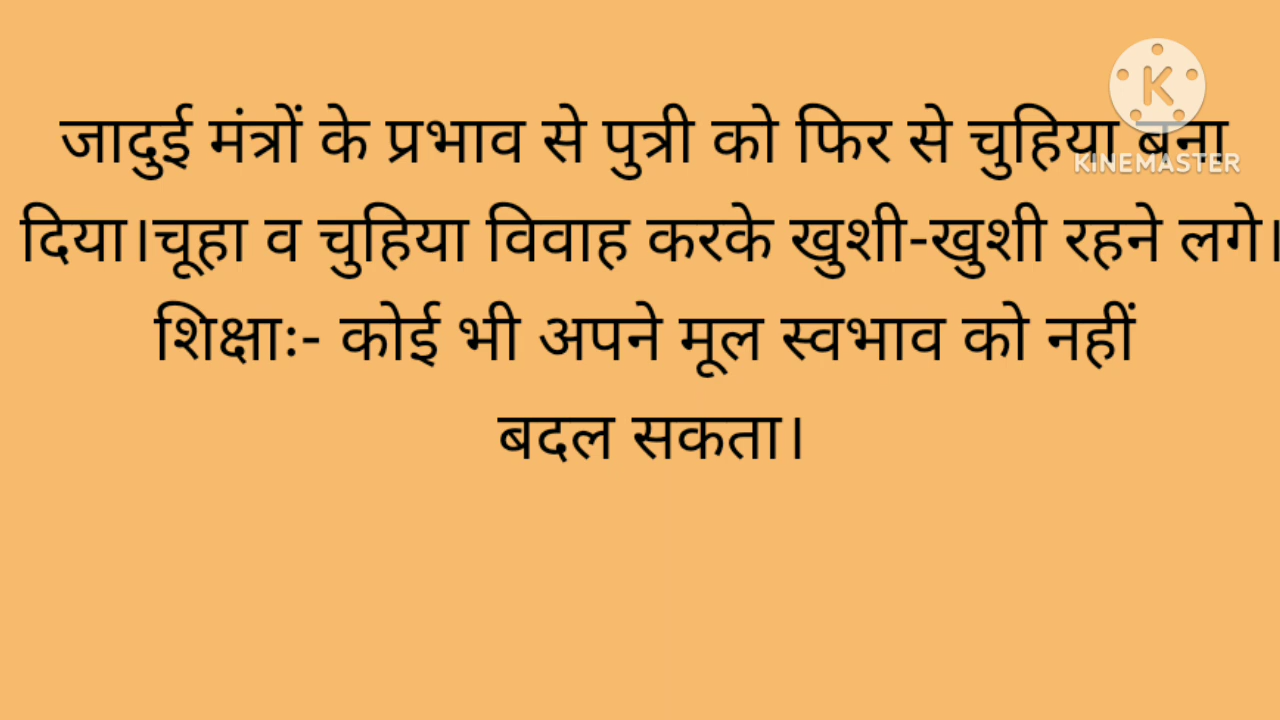 जादुई मंत्रों के प्रभाव से पुत्री को फिर से चुहिया बना
दिया।चूहा व चुहिया विवाह करके खुशी-खुशी रहने लगे।
शिक्षाः- कोई भी अपने मूल स्वभाव को नहीं
बदल सकता।
K
KINEMASTER